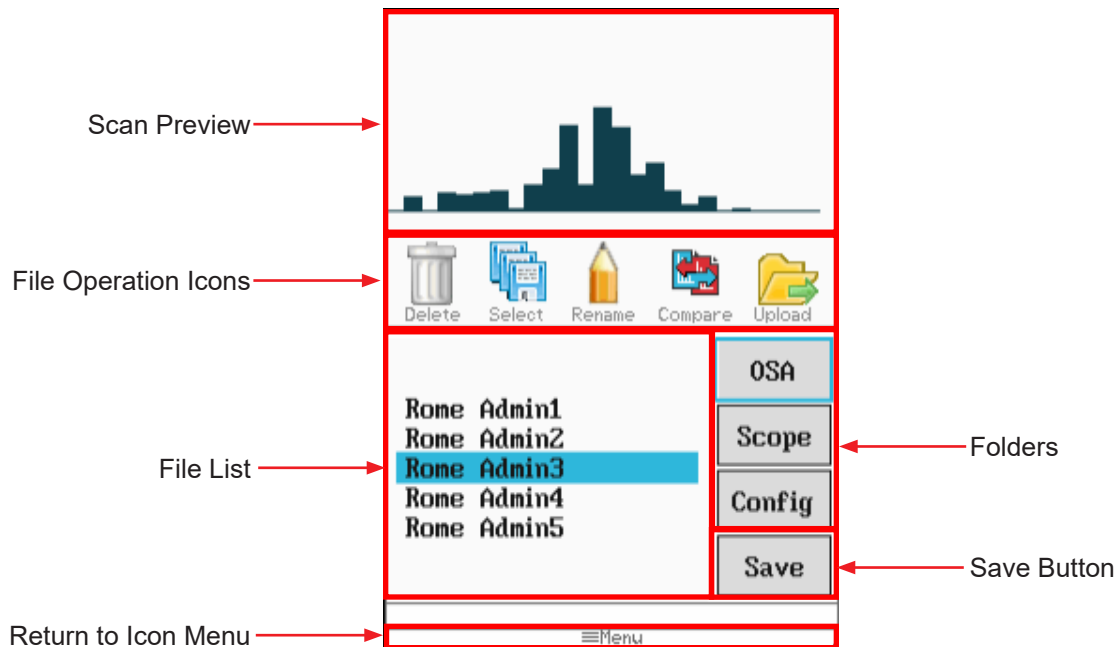 Scan Preview
File Operation Icons
Delete Select Rename Compare Upload
OSA
Rome Admin1
Rome Admin2
Scope
Folders
File List
Rome Admin3
Rome Admin4
Config
Rome Admin5
Save
Save Button
Return to Icon Menu
≡Menu